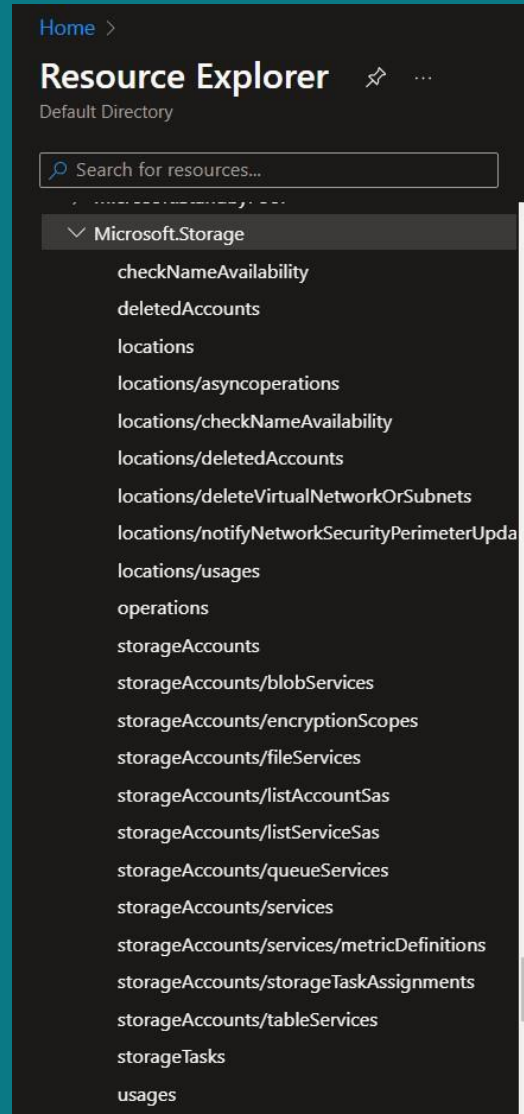 Home >
Resource Explorer
Default Directory
Search for resources...
Microsoft.Storage
checkNameAvailability
deletedAccounts
locations
locations/asyncoperations
locations/checkNameAvailability
locations/deletedAccounts
locations/deleteVirtualNetworkOrSubnets
locations/notifyNetworkSecurityPerimeterUpda
locations/usages
operations
storageAccounts
storageAccounts/blobServices
storageAccounts/encryptionScopes
storageAccounts/fileServices
storageAccounts/listAccountSas
storageAccounts/listServiceSas
storageAccounts/queueServices
storageAccounts/services
storageAccounts/services/metricDefinitions
storageAccounts/storageTaskAssignments
storageAccounts/tableServices
storageTasks
usages